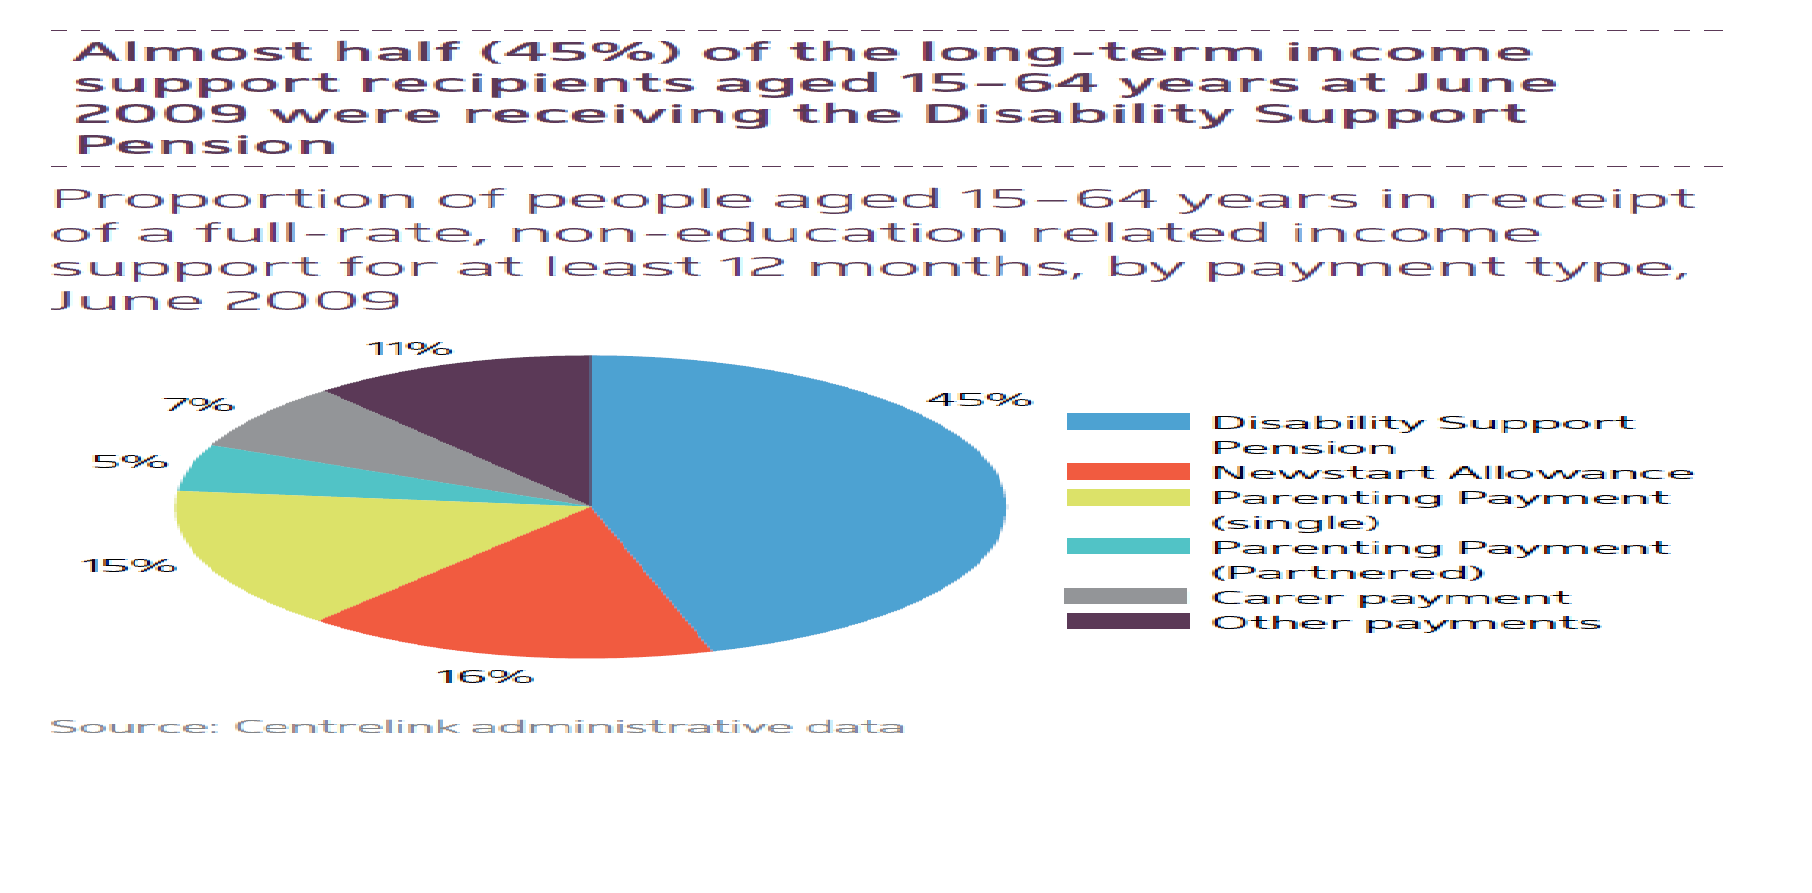 Almost half (45%) of the long-term income
support recipients aged 15–64 years at June
2009 were receiving the Disability Support
Pension
Proportion of people aged 15–64 years in receipt
of a full-rate, non-education related income
support for at least 12 months, by payment type,
June 2009
11%
7%
45%
5%
15%
16%
Disability Support
Pension
Newstart Allowance
Parenting Payment
(single)
Parenting Payment
(Partnered)
Carer payment
Other payments
Source: Centrelink administrative data